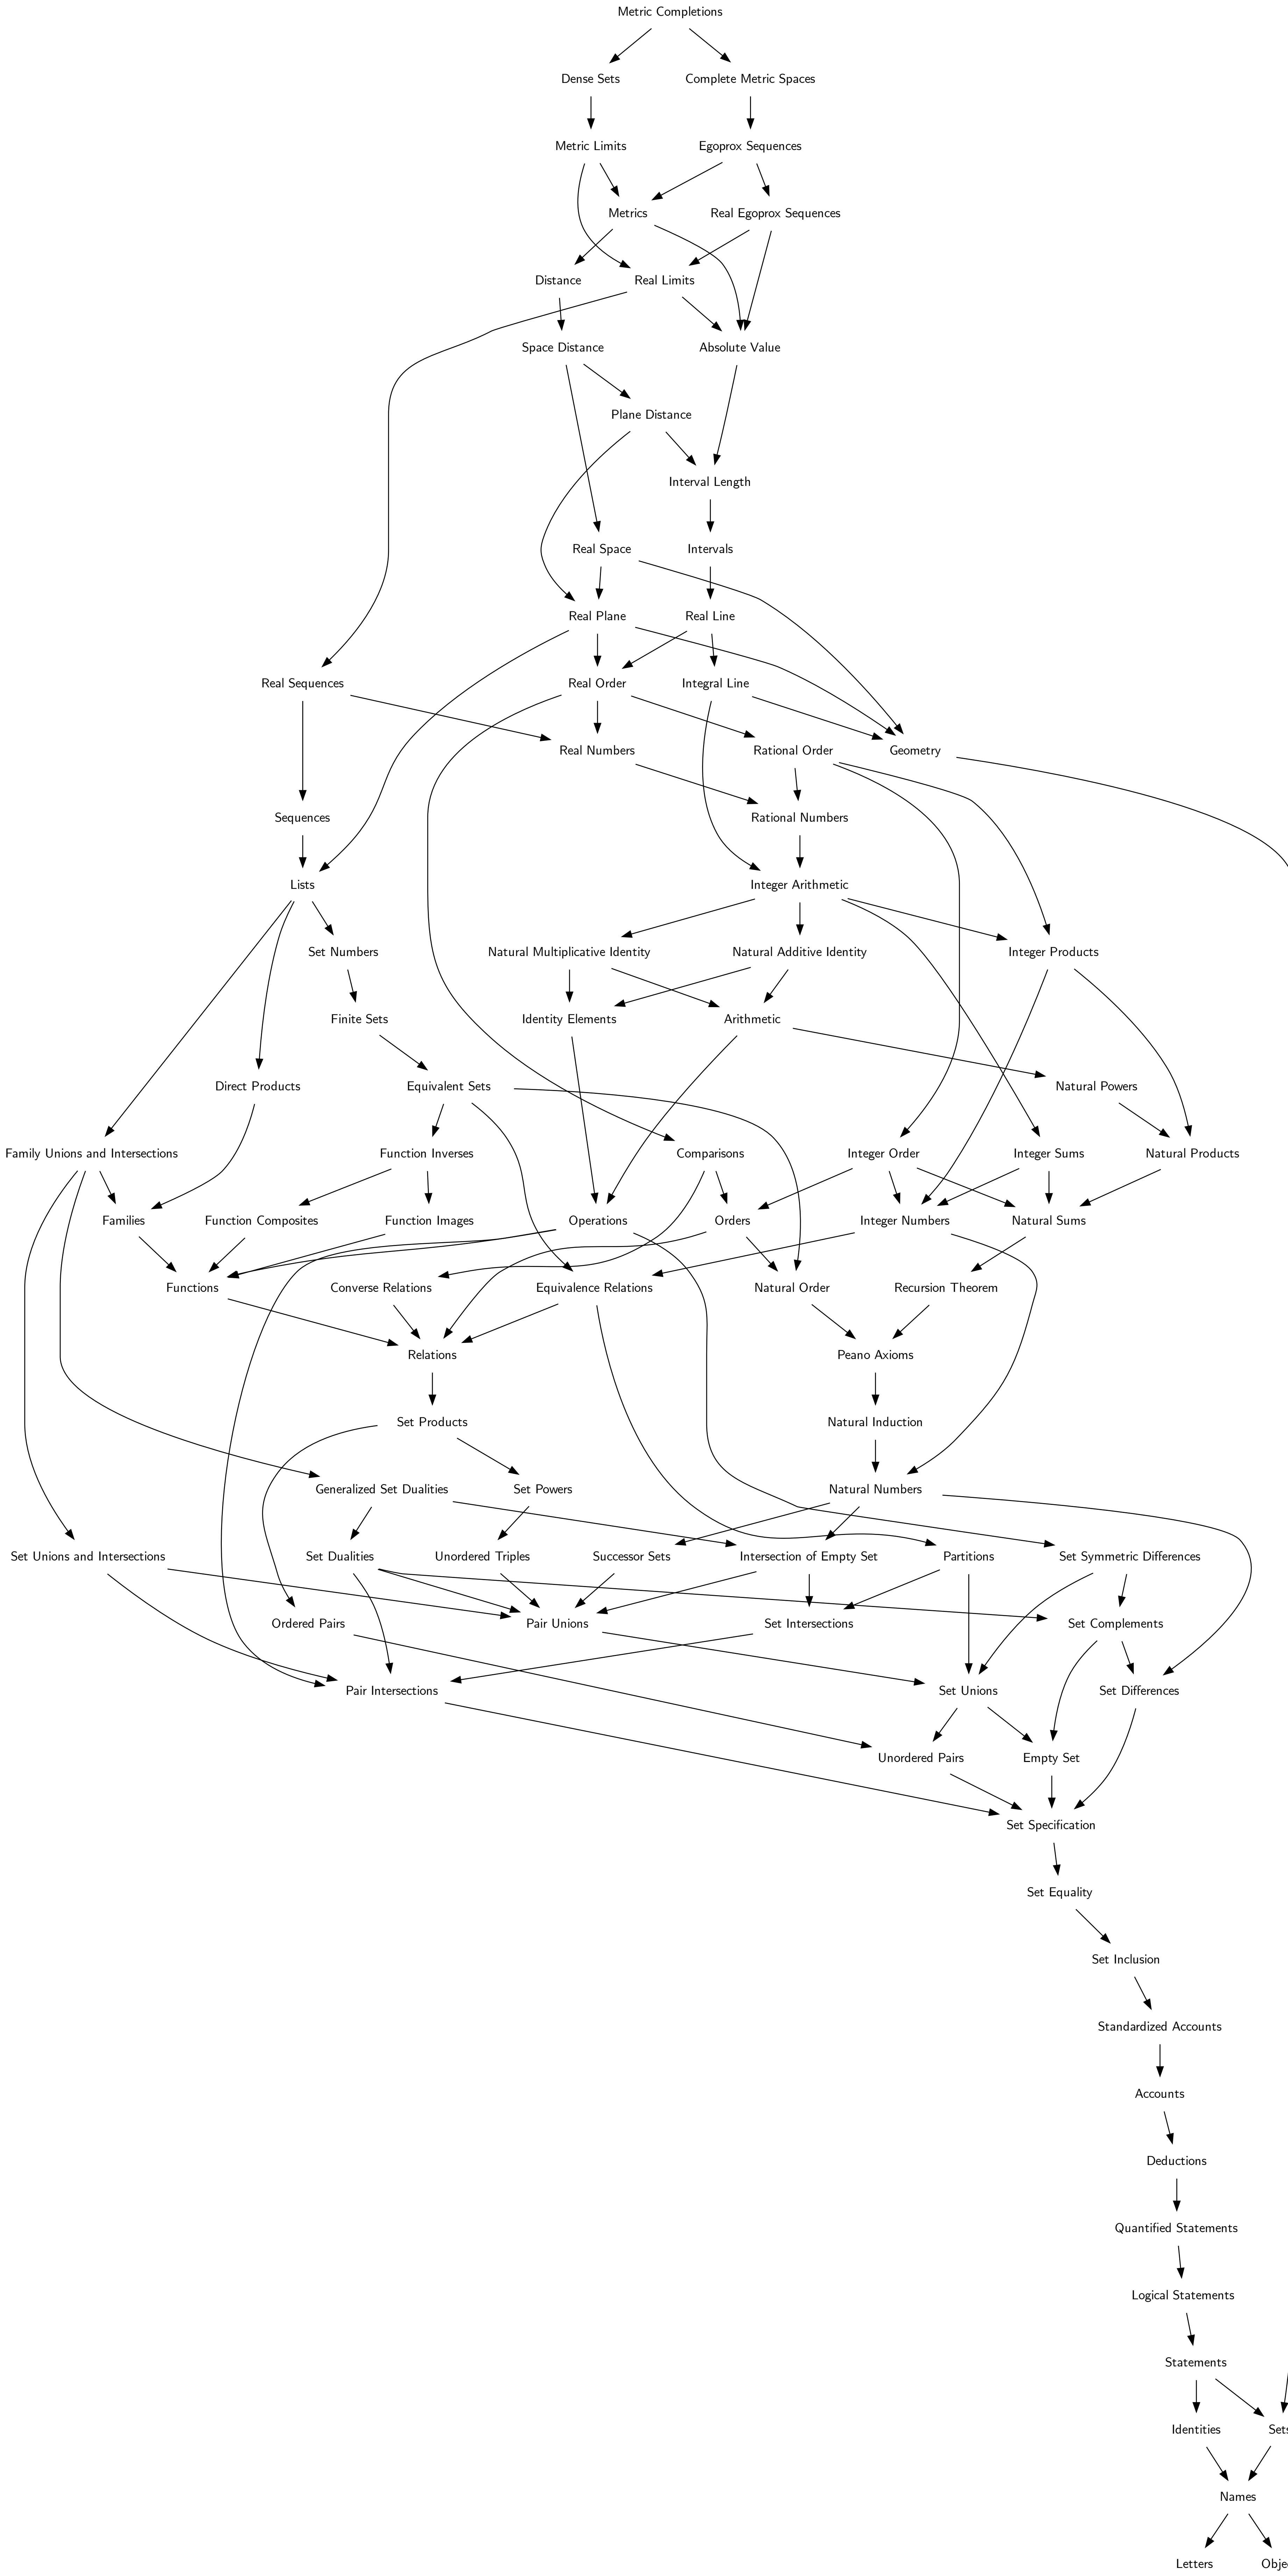 Metric Completions
Dense Sets
Complete Metric Spaces
Metric Limits
Egoprox Sequences
Metrics
Real Egoprox Sequences
Distance
Real Limits
Space Distance
Absolute Value
Plane Distance
Interval Length
Real Space
Intervals
Real Plane
Real Line
Real Sequences
Real Order
Integral Line
Real Numbers
Rational Order
Geometry
Sequences
Rational Numbers
Lists
Integer Arithmetic
Set Numbers
Natural Multiplicative Identity
Natural Additive Identity
Integer Products
Finite Sets
Identity Elements
Arithmetic
Direct Products
Equivalent Sets
Natural Powers
Family Unions and Intersections
Function Inverses
Comparisons
Integer Order
Integer Sums
Natural Products
Families
Function Composites
Function Images
Operations
Orders
Integer Numbers
Natural Sums
Functions
Converse Relations
Equivalence Relations
Natural Order
Recursion Theorem
Relations
Peano Axioms
Set Products
Natural Induction
Generalized Set Dualities
Set Powers
Natural Numbers
Set Unions and Intersections
Set Dualities
Unordered Triples
Successor Sets
Intersection of Empty Set
Partitions
Set Symmetric Differences
Ordered Pairs
Pair Unions
Set Intersections
Set Complements
Pair Intersections
Set Unions
Set Differences
Unordered Pairs
Empty Set
Set Specification
Set Equality
Set Inclusion
Standardized Accounts
Accounts
Deductions
Quantified Statements
Logical Statements
Statements
Identities
Sets
Names
Letters
Obje